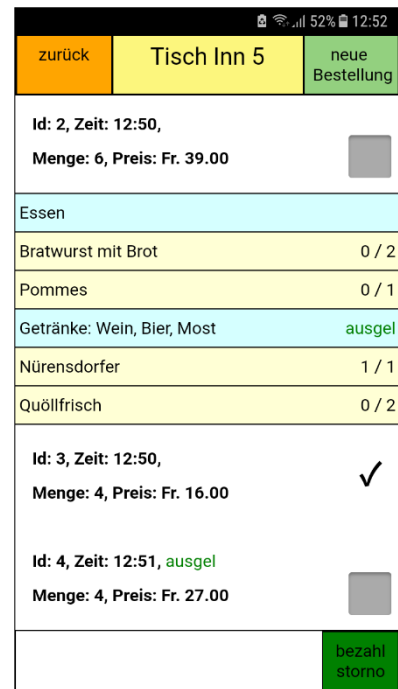 52% 12:52
zurück
Tisch Inn 5
neue
Bestellung
Id: 2, Zeit: 12:50,
Menge: 6, Preis: Fr. 39.00
Essen
Bratwurst mit Brot 0 / 2
Pommes 0 / 1
Getränke: Wein, Bier, Most ausgel
Nürensdorfer 1 / 1
Quöllfrisch 0 / 2
Id: 3, Zeit: 12:50,
Menge: 4, Preis: Fr. 16.00
Id: 4, Zeit: 12:51, ausgel
Menge: 4, Preis: Fr. 27.00
bezahl
storno